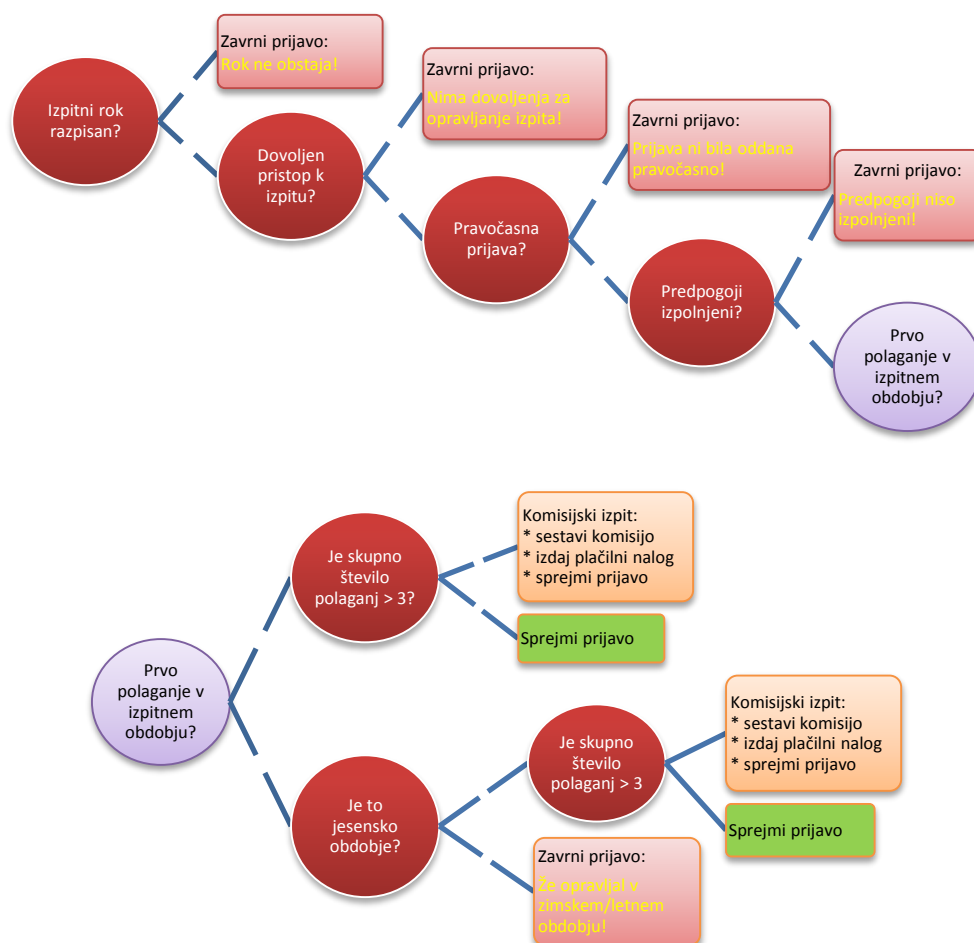 Zavrni prijavo:
Rok ne obstaja!
Izpitni rok
razpisan?
Zavrni prijavo:
Nima dovoljenja za
opravljanje izpita!
Dovoljen
pristop k
izpitu?
Zavrni prijavo:
Prijava ni bila oddana
pravočasno!
Pravočasna
prijava?
Zavrni prijavo:
Predpogoji niso
izpolnjeni!
Predpogoji
izpolnjeni?
Prvo
polaganje v
izpitnem
obdobju?
Prvo
polaganje v
izpitnem
obdobju?
Je skupno
število
polaganj > 3?
Komisijski izpit:
* sestavi komisijo
* izdaj plačilni nalog
* sprejmi prijavo
Sprejmi prijavo
Je to
jesensko
obdobje?
Je skupno
število
polaganj > 3
Komisijski izpit:
* sestavi komisijo
* izdaj plačilni nalog
* sprejmi prijavo
Sprejmi prijavo
Zavrni prijavo:
Že opravljal v
zimskem/letnem
obdobju!